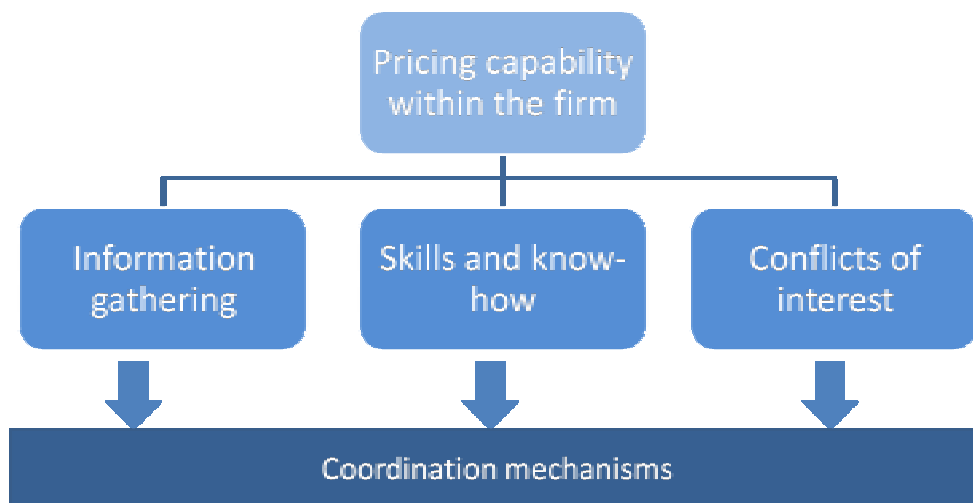 Pricing capability
within the firm
Information
gathering
Skills and know-
how
Conflicts of
interest
Coordination mechanisms